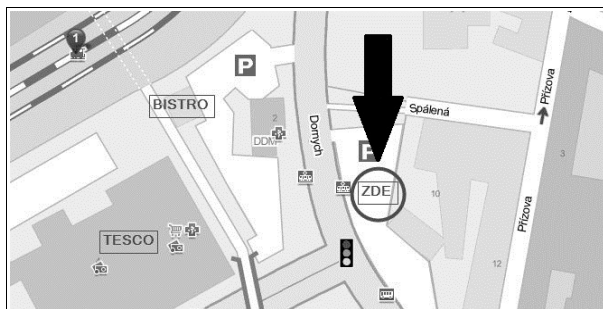 1
P
BISTRO
2
DDM
Dornych
Spálená
Přízova
P
3
ZDE
10
Přízova
TESCO
12